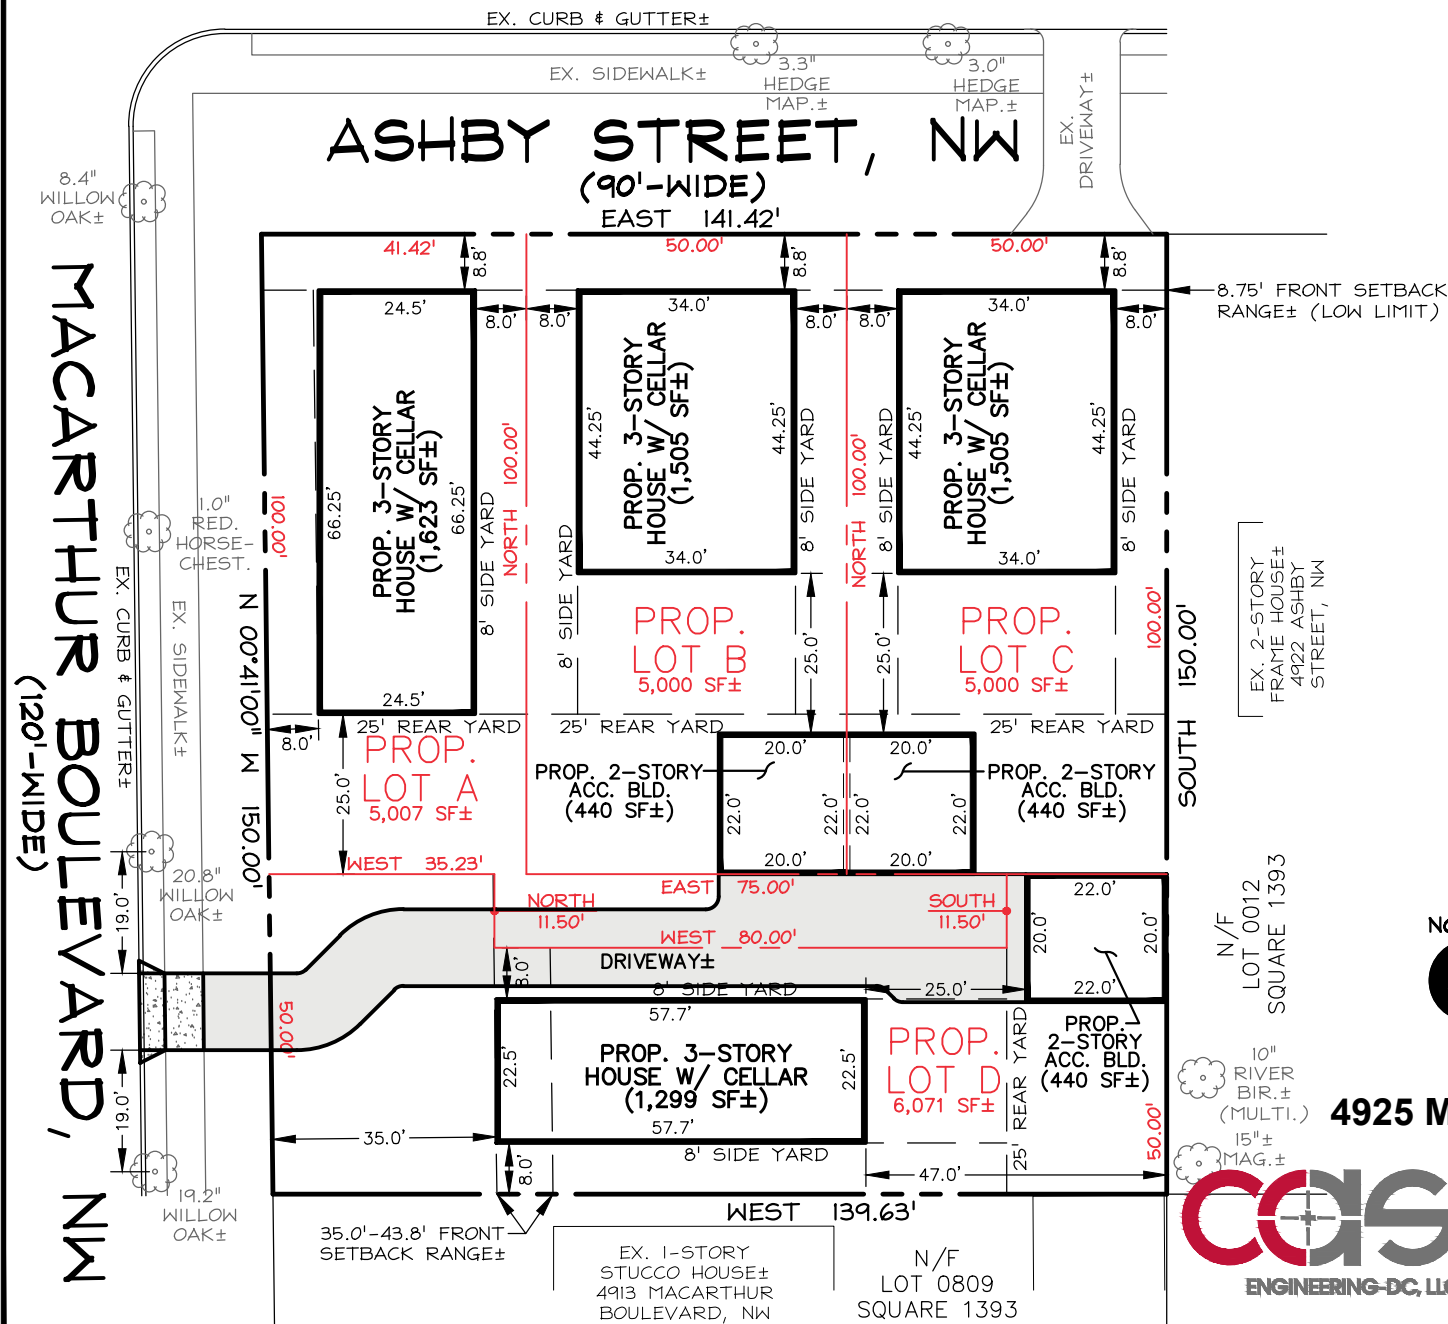 EX. CURB & GUTTER±
EX. SIDEWALK±
3.3"
HEDGE
MAP.±
3.0"
HEDGE
MAP.±
EX.
DRIVEWAY±
ASHBY STREET, NW
(90'-WIDE)
EAST 141.42'
8.4"
WILLOW
OAK±
41.42'
50.00'
50.00'
8.8'
8.8'
8.8'
8.75' FRONT SETBACK
RANGE± (LOW LIMIT)
24.5'
8.0'
8.0'
34.0'
8.0'
8.0'
34.0'
8.0'
MACARTHUR BOULEVARD, NW
(120'-WIDE)
PROP. 3-STORY
HOUSE W/ CELLAR
(1,623 SF±)
66.25'
66.25'
24.5'
8' SIDE YARD
NORTH 100.00'
8' SIDE YARD
PROP. 3-STORY
HOUSE W/ CELLAR
(1,505 SF±)
44.25'
44.25'
34.0'
8' SIDE YARD
NORTH 100.00'
8' SIDE YARD
PROP. 3-STORY
HOUSE W/ CELLAR
(1,505 SF±)
44.25'
44.25'
34.0'
8' SIDE YARD
1.0"
RED.
HORSE-
CHEST.
100.00'
N 00°41'00" W 150.00'
EX. CURB & GUTTER±
EX. SIDEWALK±
EX. 2-STORY
FRAME HOUSE±
4922 ASHBY
STREET, NW
100.00'
SOUTH 150.00'
PROP.
LOT B
5,000 SF±
PROP.
LOT C
5,000 SF±
25.0'
25.0'
25' REAR YARD
25' REAR YARD
25' REAR YARD
8.0'
25.0'
PROP.
LOT A
5,007 SF±
PROP. 2-STORY
ACC. BLD.
(440 SF±)
20.0'
20.0'
22.0'
22.0'
22.0'
22.0'
20.0'
20.0'
PROP. 2-STORY
ACC. BLD.
(440 SF±)
WEST 35.23'
EAST 75.00'
NORTH
11.50'
SOUTH
11.50'
WEST 80.00'
DRIVEWAY±
20.8"
WILLOW
OAK±
19.0'
19.0'
50.00'
8.0'
8' SIDE YARD
25.0'
22.0'
20.0'
20.0'
22.0'
N/F
LOT 0012
SQUARE 1393
57.7'
22.5'
22.5'
PROP. 3-STORY
HOUSE W/ CELLAR
(1,299 SF±)
57.7'
8' SIDE YARD
PROP.
LOT D
6,071 SF±
25' REAR YARD
PROP.
2-STORY
ACC. BLD.
(440 SF±)
50.00'
10"
RIVER
BIR.±
(MULTI.)
15"±
MAG.±
4925 M
35.0'
8.0'
47.0'
19.2"
WILLOW
OAK±
WEST 139.63'
35.0'-43.8' FRONT
SETBACK RANGE±
EX. 1-STORY
STUCCO HOUSE±
4913 MACARTHUR
BOULEVARD, NW
N/F
LOT 0809
SQUARE 1393
cas
ENGINEERING-DC, LL